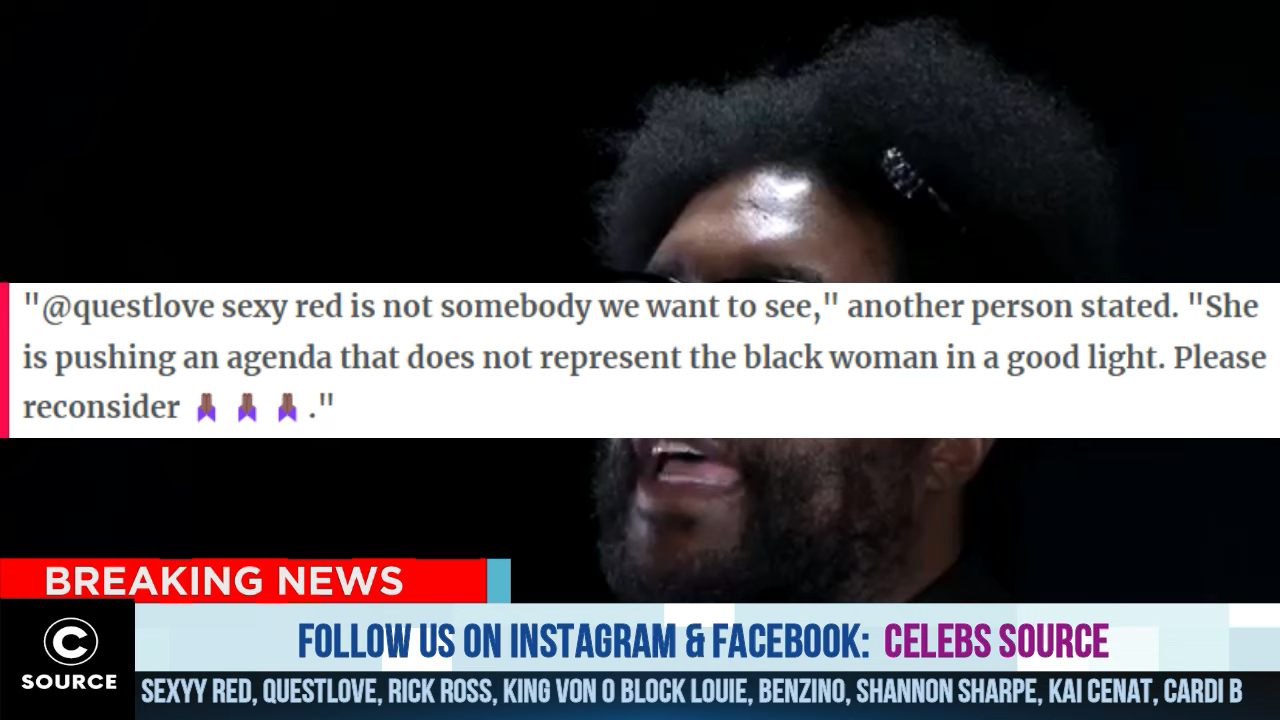 "@questlove sexy red is not somebody we want to see," another person stated. "She
is pushing an agenda that does not represent the black woman in a good light. Please
reconsider 🙏🏾 🙏🏾 🙏🏾 ."
BREAKING NEWS
C
SOURCE
FOLLOW US ON INSTAGRAM & FACEBOOK: CELEBS SOURCE
SEXYY RED, QUESTLOVE, RICK ROSS, KING VON O BLOCK LOUIE, BENZINO, SHANNON SHARPE, KAI CENAT, CARDI B